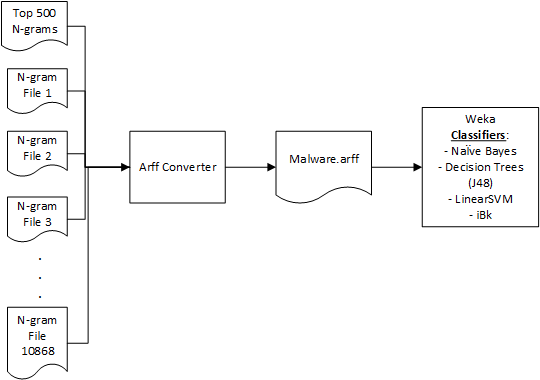 Top 500
N-grams
N-gram
File 1
N-gram
File 2
N-gram
File 3
.
.
.
N-gram
File
10868
Arff Converter
Malware.arff
Weka
Classifiers:
- Naïve Bayes
- Decision Trees
(J48)
- LinearSVM
- iBk